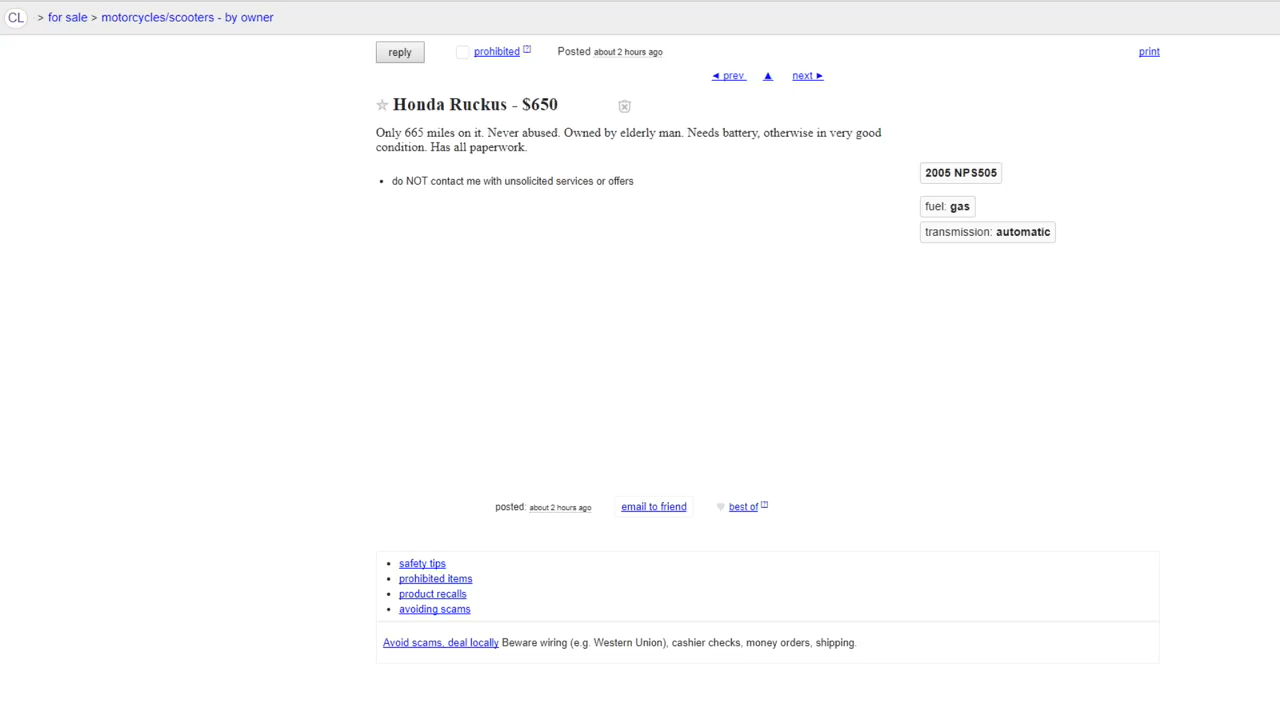 CL > for sale > motorcycles/scooters - by owner
reply prohibited [?] Posted about 2 hours ago print
◄ prev ▲ next ►
☆ Honda Ruckus - $650
Only 665 miles on it. Never abused. Owned by elderly man. Needs battery, otherwise in very good
condition. Has all paperwork.
• do NOT contact me with unsolicited services or offers
2005 NPS505
fuel: gas
transmission: automatic
posted: about 2 hours ago email to friend ♥ best of [?]
• safety tips
• prohibited items
• product recalls
• avoiding scams
Avoid scams, deal locally Beware wiring (e.g. Western Union), cashier checks, money orders, shipping.